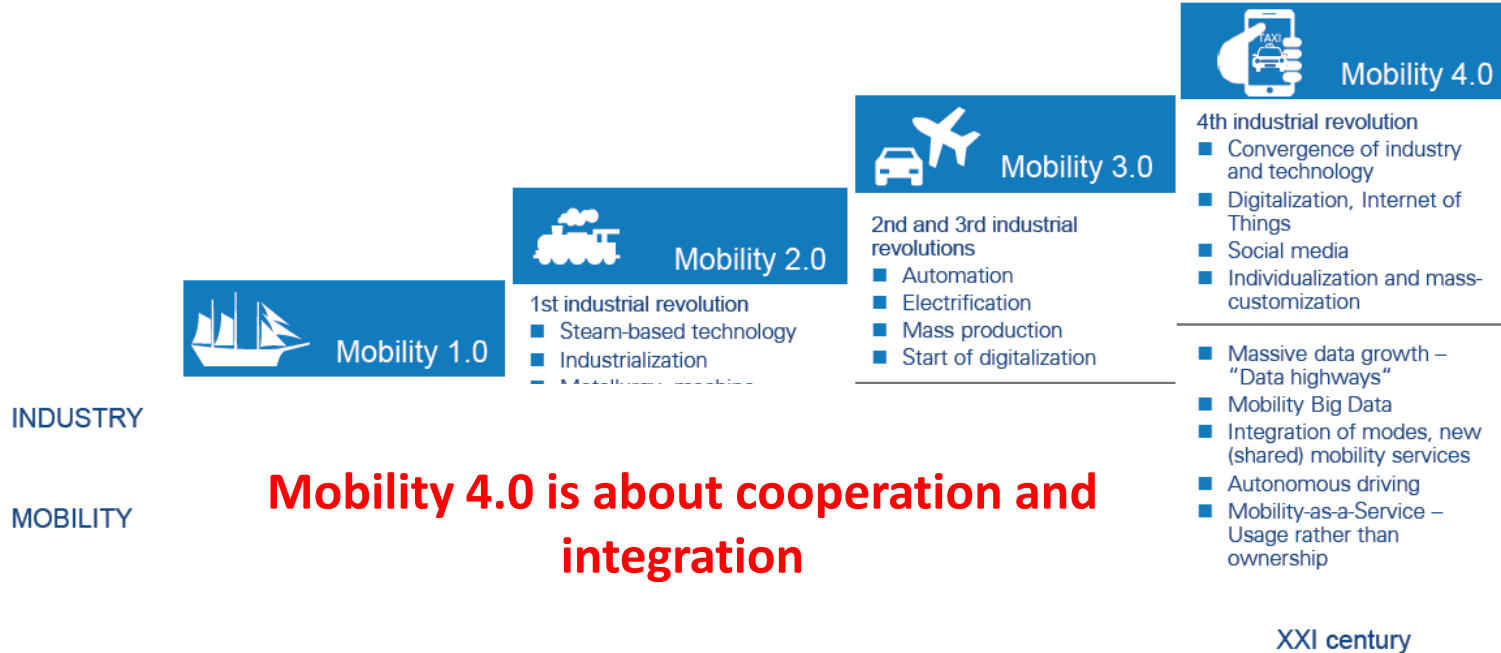 TAXI
Mobility 4.0
4th industrial revolution
Convergence of industry
and technology
Digitalization, Internet of
Things
Social media
Individualization and mass-
customization
Massive data growth –
“Data highways“
Mobility Big Data
Integration of modes, new
(shared) mobility services
Autonomous driving
Mobility-as-a-Service –
Usage rather than
ownership
XXI century
Mobility 3.0
2nd and 3rd industrial
revolutions
Automation
Electrification
Mass production
Start of digitalization
Mobility 2.0
1st industrial revolution
Steam-based technology
Industrialization
Mobility 1.0
INDUSTRY
MOBILITY
Mobility 4.0 is about cooperation and
integration